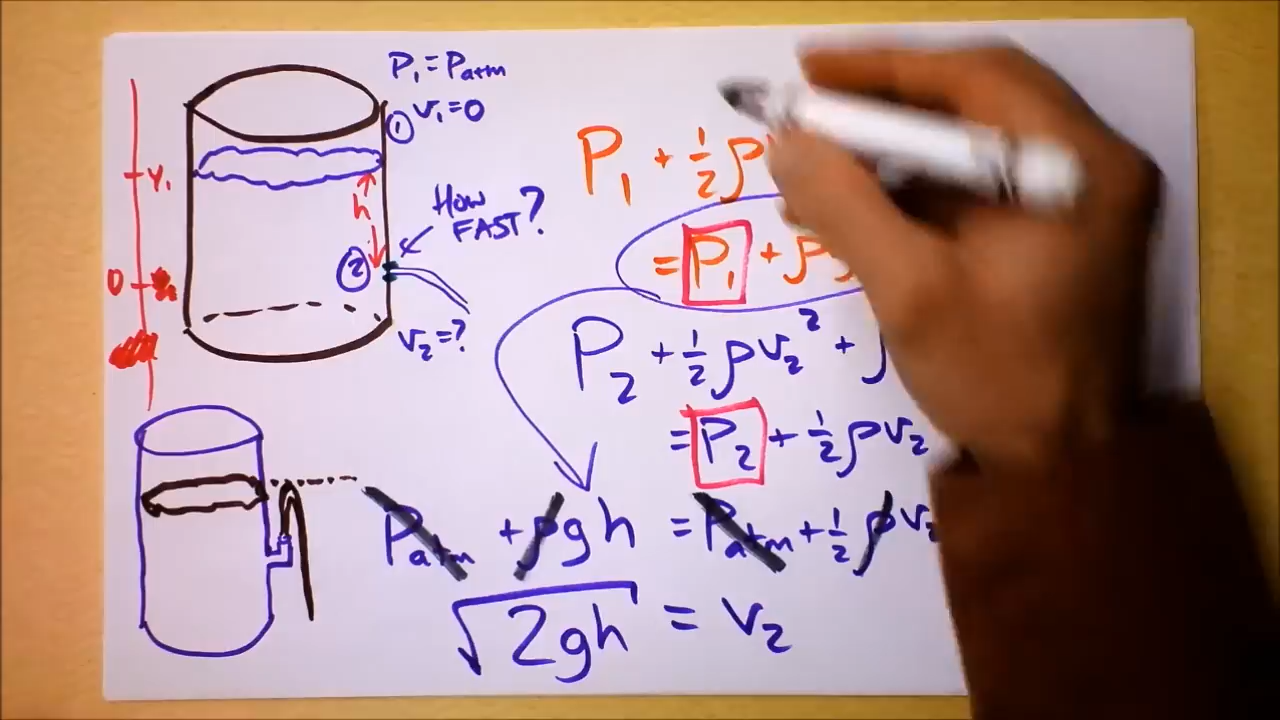 P₁ = Patm
① v₁ = 0
y₁
h
HOW FAST?
0
②
v₂ = ?
P₁ + ½ρ
= P₁ + ρg
P₂ + ½ρv₂² + ρ
= P₂ + ½ρv₂
Patm + ρgh = Patm + ½ρv₂
√2gh = v₂